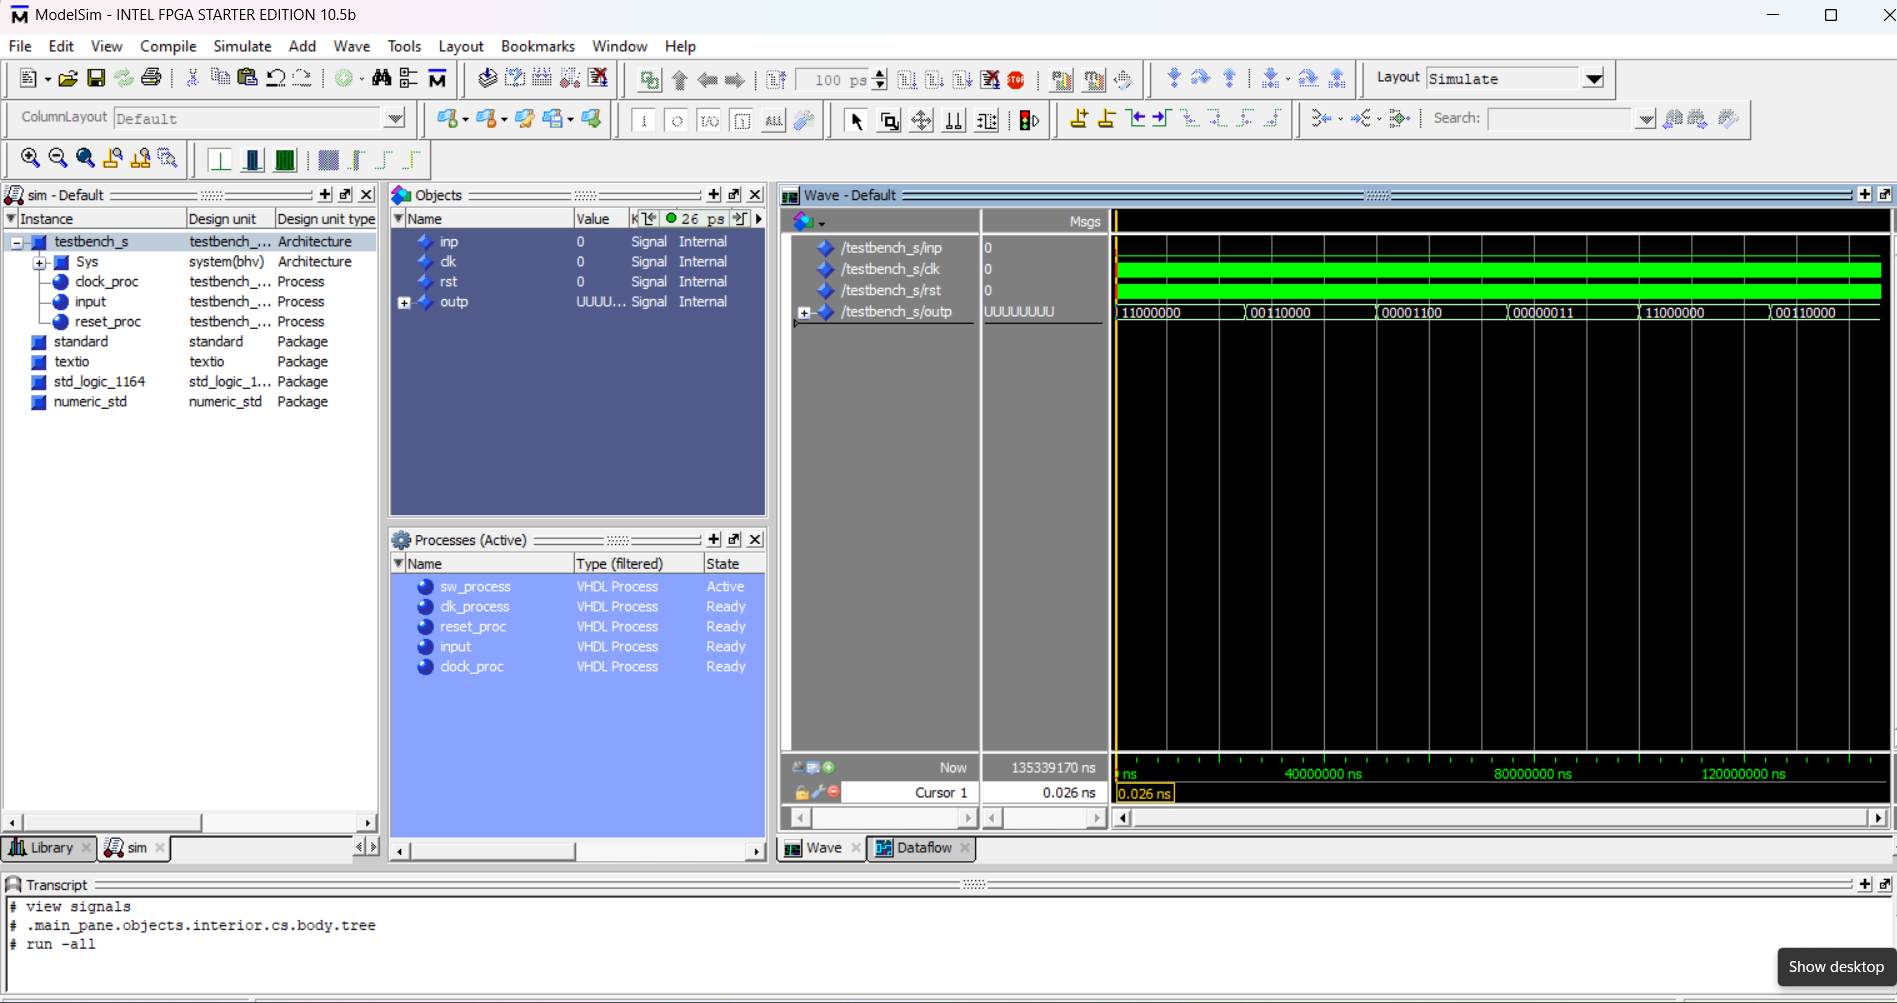 ModelSim - INTEL FPGA STARTER EDITION 10.5b
File Edit View Compile Simulate Add Wave Tools Layout Bookmarks Window Help
100 ps
Layout Simulate
ColumnLayout Default
ALL
Search:
sim - Default
Instance Design unit Design unit type
testbench_s testbench_... Architecture
Sys system(bhv) Architecture
clock_proc testbench_... Process
input testbench_... Process
reset_proc testbench_... Process
standard standard Package
textio textio Package
std_logic_1164 std_logic_1... Package
numeric_std numeric_std Package
Library
sim
Objects
Name Value K 26 ps
inp 0 Signal Internal
clk 0 Signal Internal
rst 0 Signal Internal
outp UUUU... Signal Internal
Processes (Active)
Name Type (filtered) State
sw_process VHDL Process Active
clk_process VHDL Process Ready
reset_proc VHDL Process Ready
input VHDL Process Ready
clock_proc VHDL Process Ready
Wave - Default
Msgs
/testbench_s/inp 0
/testbench_s/clk 0
/testbench_s/rst 0
/testbench_s/outp UUUUUUUU 11000000 00110000 00001100 00000011 11000000 00110000
Now 135339170 ns ns 40000000 ns 80000000 ns 120000000 ns
Cursor 1 0.026 ns 0.026 ns
Wave
Dataflow
Transcript
# view signals
# .main_pane.objects.interior.cs.body.tree
# run -all
Show desktop